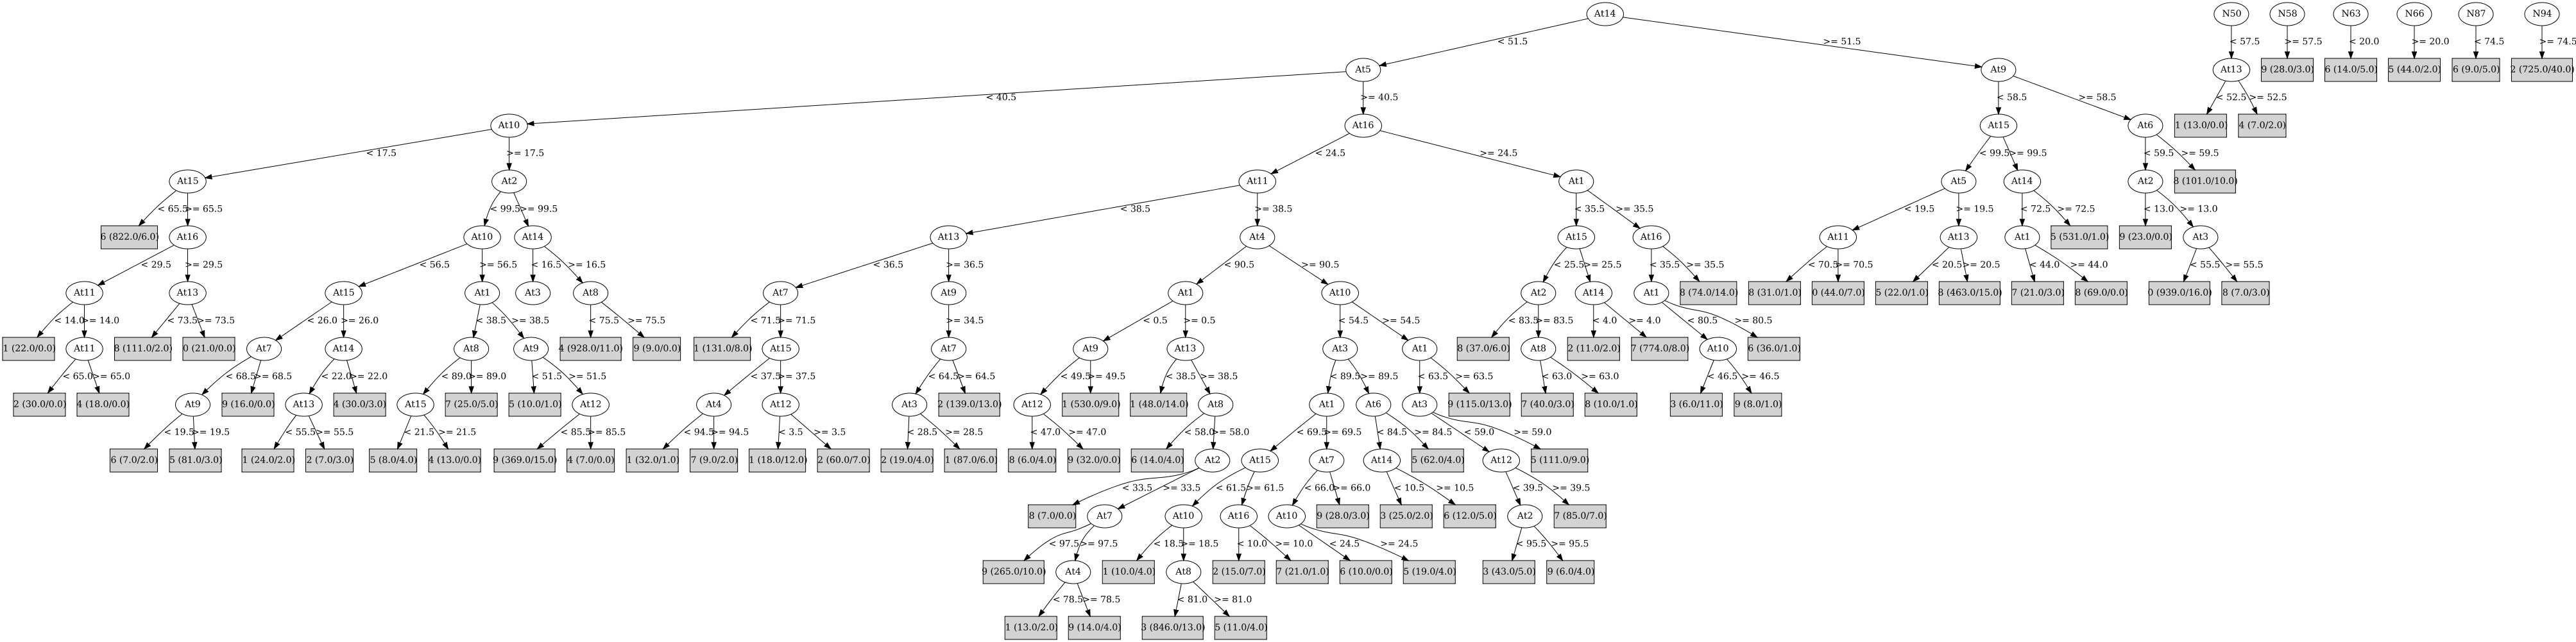 At14 N50 N58 N63 N66 N87 N94
< 51.5 >= 51.5 < 57.5 >= 57.5 < 20.0 >= 20.0 < 74.5 >= 74.5
At5 At9 At13 9 (28.0/3.0) 6 (14.0/5.0) 5 (44.0/2.0) 6 (9.0/5.0) 2 (725.0/40.0)
< 40.5 >= 40.5 < 58.5 >= 58.5 < 52.5 >= 52.5
At10 At16 At15 At6 1 (13.0/0.0) 4 (7.0/2.0)
< 17.5 >= 17.5 < 24.5 >= 24.5 < 99.5 >= 99.5 < 59.5 >= 59.5
At15 At2 At11 At1 At5 At14 At2 8 (101.0/10.0)
< 65.5 >= 65.5 < 99.5 >= 99.5 < 38.5 >= 38.5 < 35.5 >= 35.5 < 19.5 >= 19.5 < 72.5 >= 72.5 < 13.0 >= 13.0
6 (822.0/6.0) At16 At10 At14 At13 At4 At15 At16 At11 At13 At1 5 (531.0/1.0) 9 (23.0/0.0) At3
< 29.5 >= 29.5 < 56.5 >= 56.5 < 16.5 >= 16.5 < 36.5 >= 36.5 < 90.5 >= 90.5 < 25.5 >= 25.5 < 35.5 >= 35.5 < 70.5 >= 70.5 < 20.5 >= 20.5 < 44.0 >= 44.0 < 55.5 >= 55.5
At11 At13 At15 At1 At3 At8 At7 At9 At1 At10 At2 At14 At1 8 (74.0/14.0) 8 (31.0/1.0) 0 (44.0/7.0) 5 (22.0/1.0) 8 (463.0/15.0) 7 (21.0/3.0) 8 (69.0/0.0) 0 (939.0/16.0) 8 (7.0/3.0)
< 14.0 >= 14.0 < 73.5 >= 73.5 < 26.0 >= 26.0 < 38.5 >= 38.5 < 75.5 >= 75.5 < 71.5 >= 71.5 >= 34.5 < 0.5 >= 0.5 < 54.5 >= 54.5 < 83.5 >= 83.5 < 4.0 >= 4.0 < 80.5 >= 80.5
1 (22.0/0.0) At11 8 (111.0/2.0) 0 (21.0/0.0) At7 At14 At8 At9 4 (928.0/11.0) 9 (9.0/0.0) 1 (131.0/8.0) At15 At7 At9 At13 At3 At1 8 (37.0/6.0) At8 2 (11.0/2.0) 7 (774.0/8.0) At10 6 (36.0/1.0)
< 65.0 >= 65.0 < 68.5 >= 68.5 < 22.0 >= 22.0 < 89.0 >= 89.0 < 51.5 >= 51.5 < 37.5 >= 37.5 < 64.5 >= 64.5 < 49.5 >= 49.5 < 38.5 >= 38.5 < 89.5 >= 89.5 < 63.5 >= 63.5 < 63.0 >= 63.0 < 46.5 >= 46.5
2 (30.0/0.0) 4 (18.0/0.0) At9 9 (16.0/0.0) At13 4 (30.0/3.0) At15 7 (25.0/5.0) 5 (10.0/1.0) At12 At4 At12 At3 2 (139.0/13.0) At12 1 (530.0/9.0) 1 (48.0/14.0) At8 At1 At6 At3 9 (115.0/13.0) 7 (40.0/3.0) 8 (10.0/1.0) 3 (6.0/11.0) 9 (8.0/1.0)
< 19.5 >= 19.5 < 55.5 >= 55.5 < 21.5 >= 21.5 < 85.5 >= 85.5 < 94.5 >= 94.5 < 3.5 >= 3.5 < 28.5 >= 28.5 < 47.0 >= 47.0 < 58.0 >= 58.0 < 69.5 >= 69.5 < 84.5 >= 84.5 < 59.0 >= 59.0
6 (7.0/2.0) 5 (81.0/3.0) 1 (24.0/2.0) 2 (7.0/3.0) 5 (8.0/4.0) 4 (13.0/0.0) 9 (369.0/15.0) 4 (7.0/0.0) 1 (32.0/1.0) 7 (9.0/2.0) 1 (18.0/12.0) 2 (60.0/7.0) 2 (19.0/4.0) 1 (87.0/6.0) 8 (6.0/4.0) 9 (32.0/0.0) 6 (14.0/4.0) At2 At15 At7 At14 5 (62.0/4.0) At12 5 (111.0/9.0)
< 33.5 >= 33.5 < 61.5 >= 61.5 < 66.0 >= 66.0 < 10.5 >= 10.5 < 39.5 >= 39.5
8 (7.0/0.0) At7 At10 At16 At10 9 (28.0/3.0) 3 (25.0/2.0) 6 (12.0/5.0) At2 7 (85.0/7.0)
< 97.5 >= 97.5 < 18.5 >= 18.5 < 10.0 >= 10.0 < 24.5 >= 24.5 < 95.5 >= 95.5
9 (265.0/10.0) At4 1 (10.0/4.0) At8 2 (15.0/7.0) 7 (21.0/1.0) 6 (10.0/0.0) 5 (19.0/4.0) 3 (43.0/5.0) 9 (6.0/4.0)
< 78.5 >= 78.5 < 81.0 >= 81.0
1 (13.0/2.0) 9 (14.0/4.0) 3 (846.0/13.0) 5 (11.0/4.0)